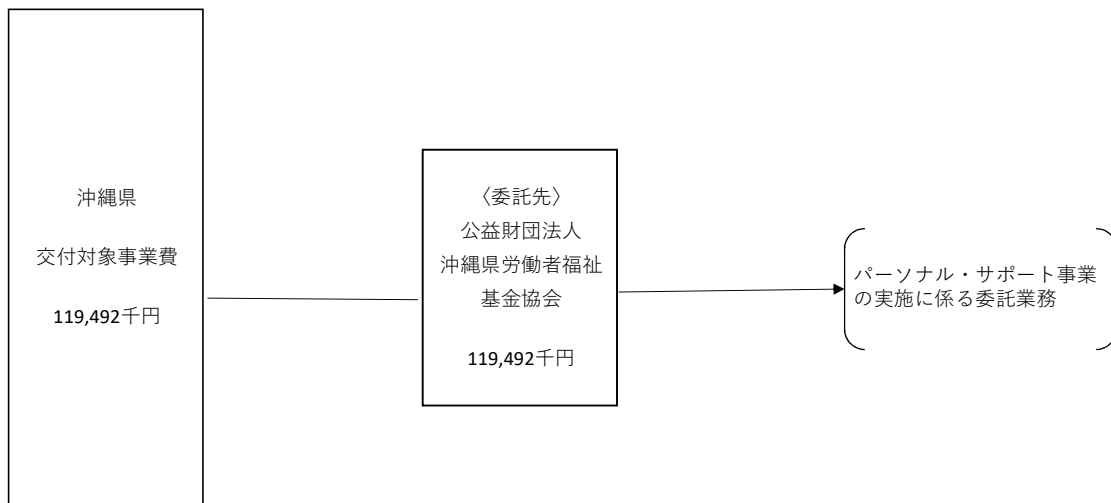 沖縄県
交付対象事業費
119,492千円
〈委託先〉
公益財団法人
沖縄県労働者福祉
基金協会
119,492千円
パーソナル・サポート事業
の実施に係る委託業務